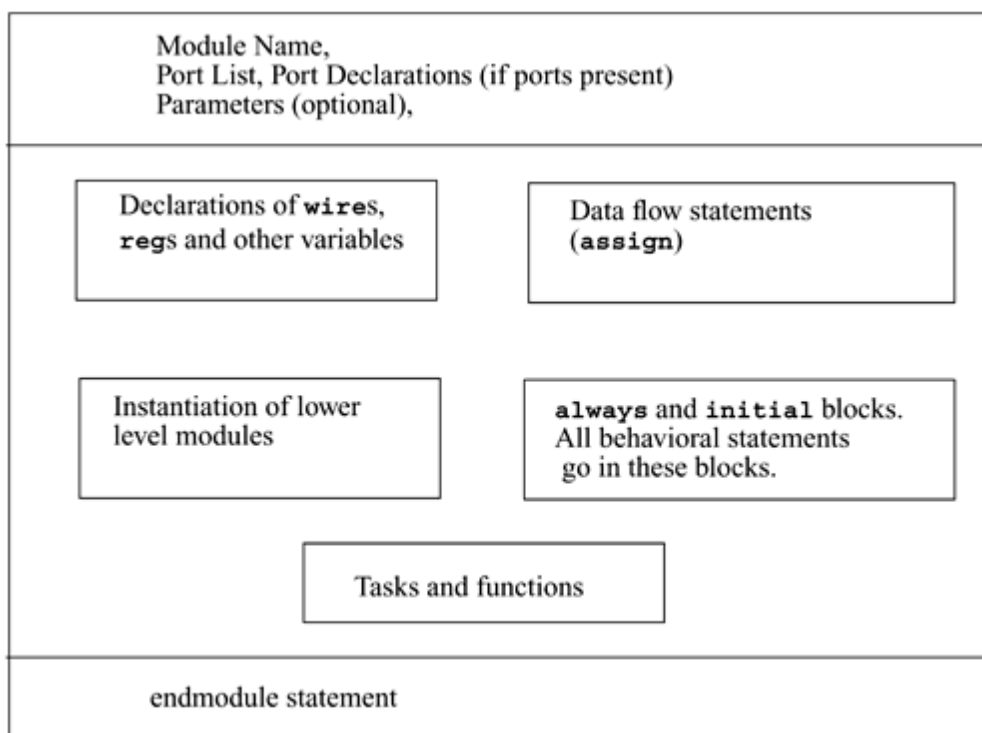 Module Name,
Port List, Port Declarations (if ports present)
Parameters (optional),
Declarations of wires,
regs and other variables
Data flow statements
(assign)
Instantiation of lower
level modules
always and initial blocks.
All behavioral statements
go in these blocks.
Tasks and functions
endmodule statement